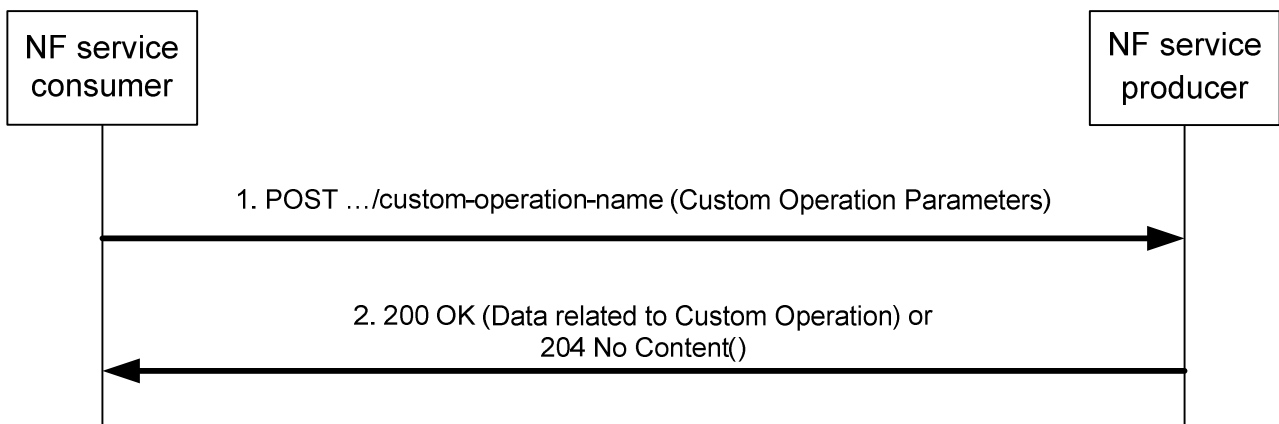 NF service
consumer
NF service
producer
1. POST …/custom-operation-name (Custom Operation Parameters)
2. 200 OK (Data related to Custom Operation) or
204 No Content()